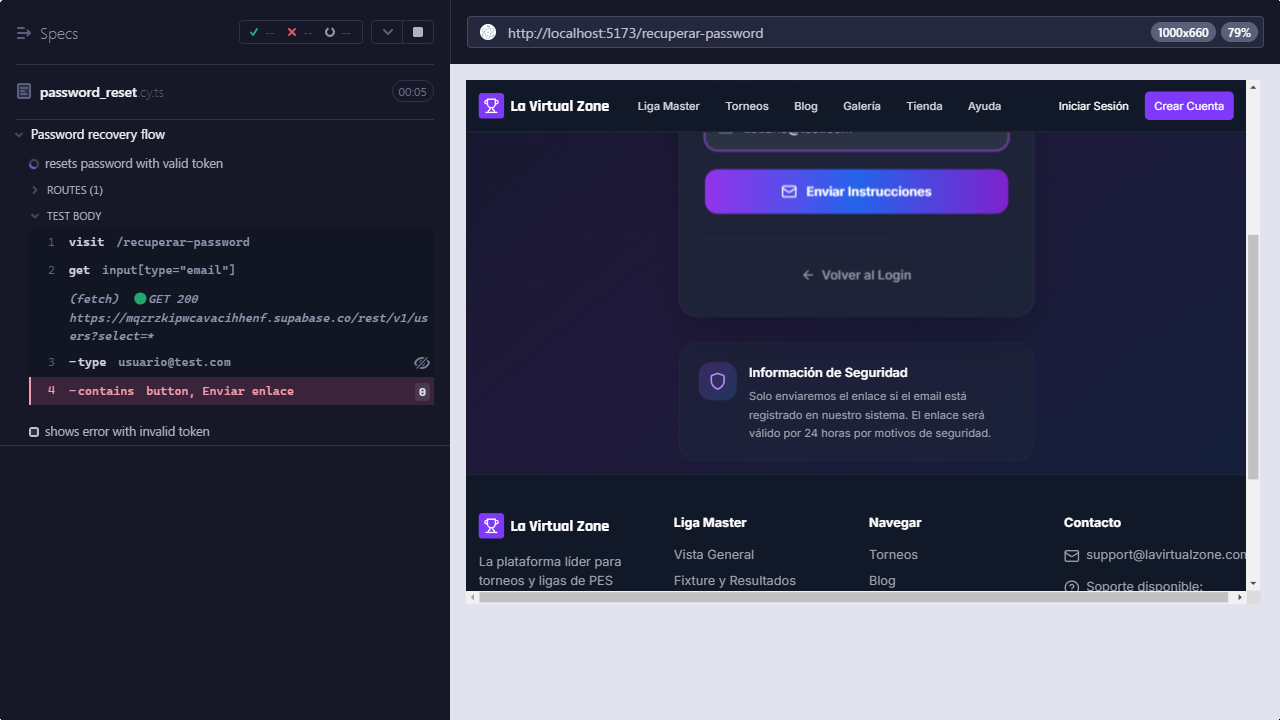 Specs
-- -- --
password_reset.cy.ts
00:05
Password recovery flow
resets password with valid token
ROUTES (1)
TEST BODY
1 visit /recuperar-password
2 get input[type="email"]
(fetch) GET 200
https://mqzrzkipwcavacihhenf.supabase.co/rest/v1/us
ers?select=*
3 -type usuario@test.com
4 -contains button, Enviar enlace 0
shows error with invalid token
http://localhost:5173/recuperar-password
1000x660
79%
La Virtual Zone
Liga Master
Torneos
Blog
Galería
Tienda
Ayuda
Iniciar Sesión
Crear Cuenta
Enviar Instrucciones
Volver al Login
Información de Seguridad
Solo enviaremos el enlace si el email está
registrado en nuestro sistema. El enlace será
válido por 24 horas por motivos de seguridad.
La Virtual Zone
La plataforma líder para
torneos y ligas de PES
Liga Master
Vista General
Fixture y Resultados
Navegar
Torneos
Blog
Contacto
support@lavirtualzone.com
Soporte disponible: